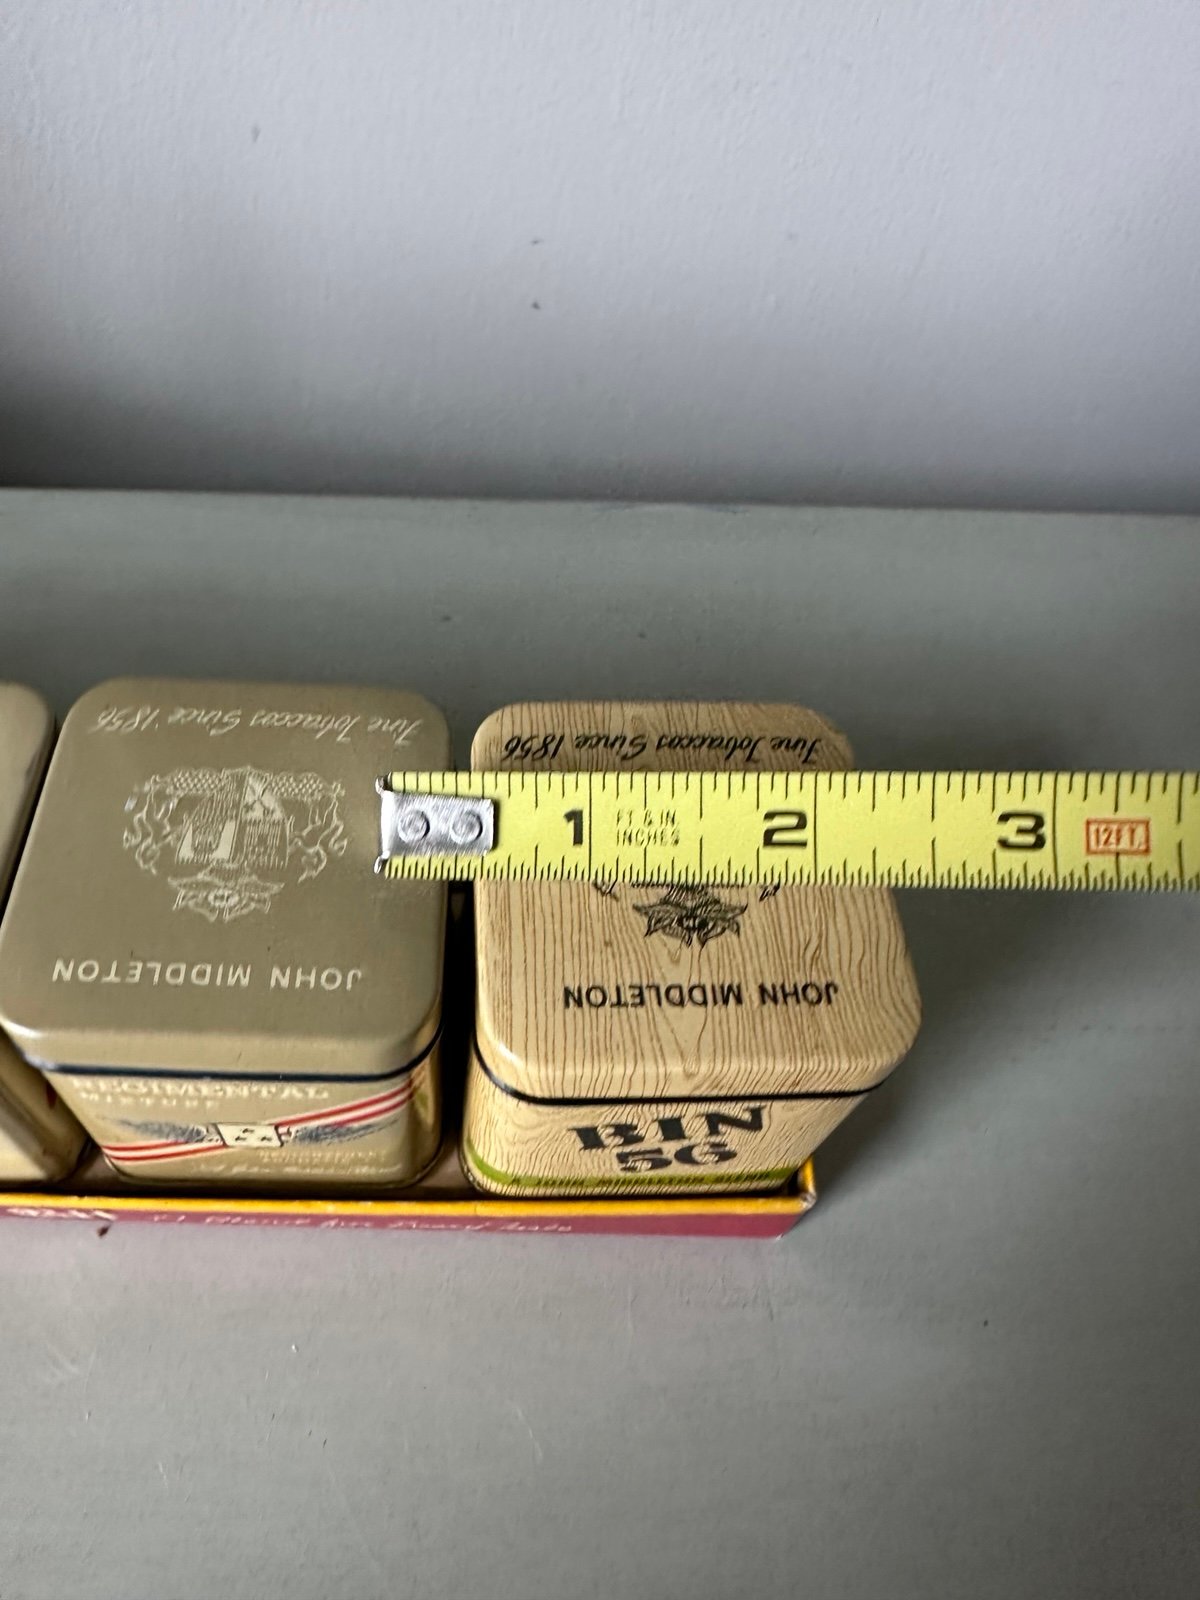 Fine Tobaccos Since 1856
JOHN MIDDLETON
REGIMENTAL
MIXTURE
Fine Tobaccos Since 1856
JOHN MIDDLETON
BIN
56
1 FT & IN 2 3 12FT.
INCHES